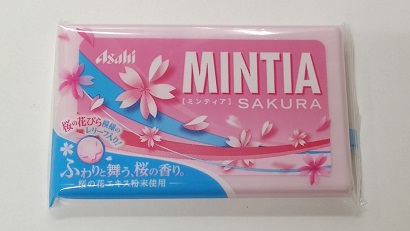 Asahi
MINTIA
[ミンティア] SAKURA
桜の花びら模様の
レリーフ入り!
ふわりと舞う、桜の香り。
桜の花エキス粉末使用